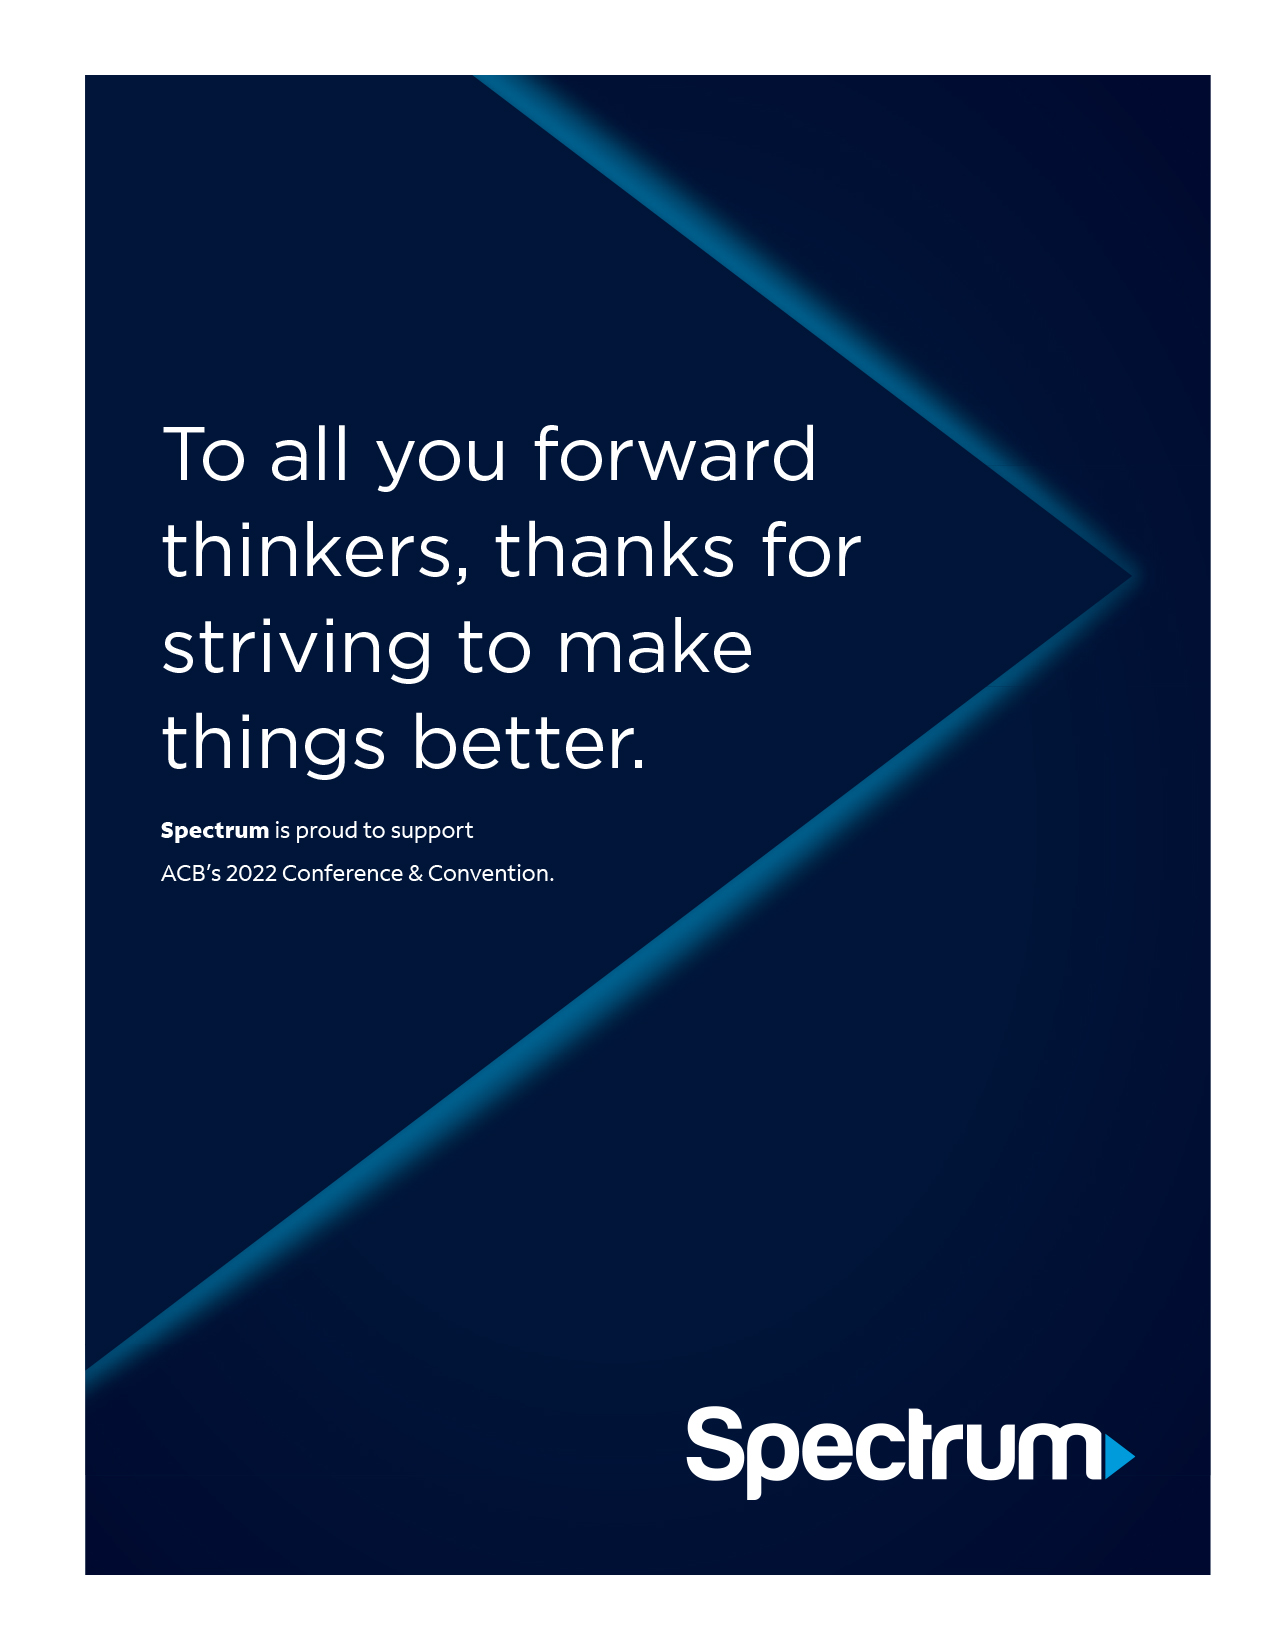 To all you forward
thinkers, thanks for
striving to make
things better.
Spectrum is proud to support
ACB’s 2022 Conference & Convention.
Spectrum